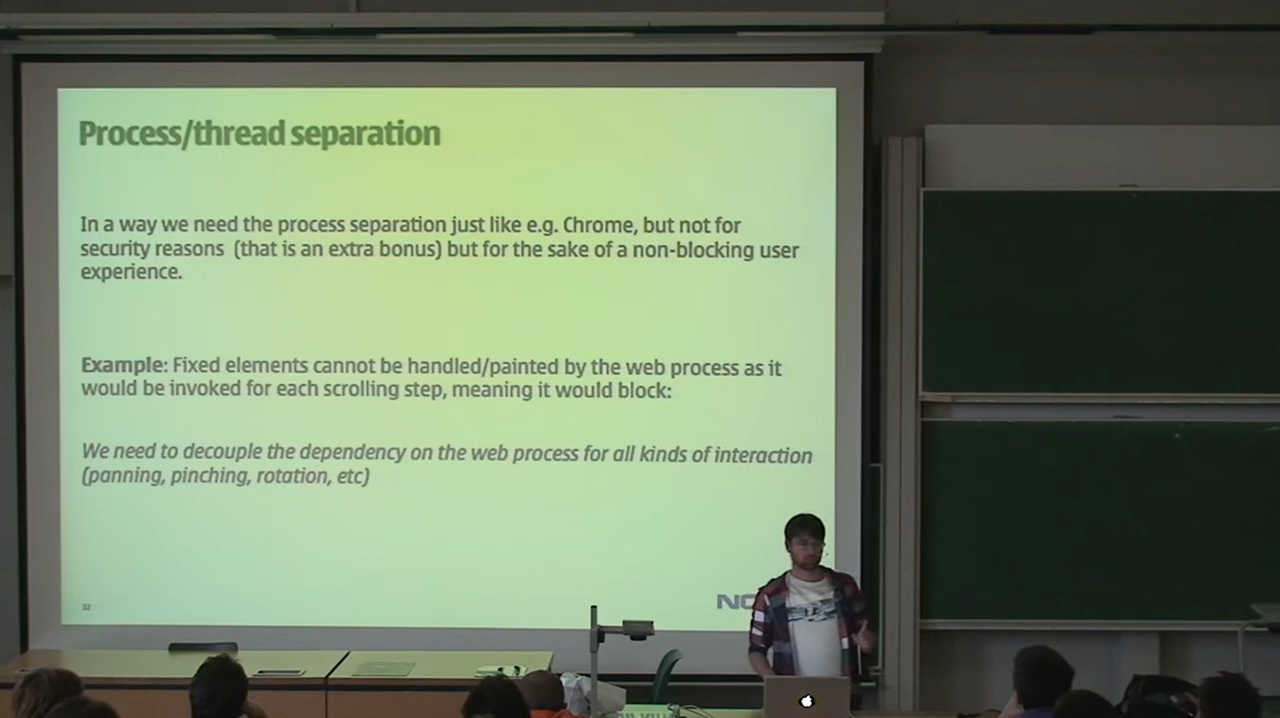 Process/thread separation
In a way we need the process separation just like e.g. Chrome, but not for
security reasons (that is an extra bonus) but for the sake of a non-blocking user
experience.
Example: Fixed elements cannot be handled/painted by the web process as it
would be invoked for each scrolling step, meaning it would block:
We need to decouple the dependency on the web process for all kinds of interaction
(panning, pinching, rotation, etc)
32